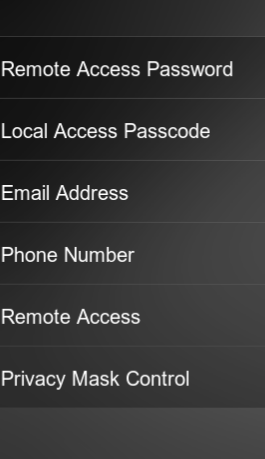 Remote Access Password
Local Access Passcode
Email Address
Phone Number
Remote Access
Privacy Mask Control